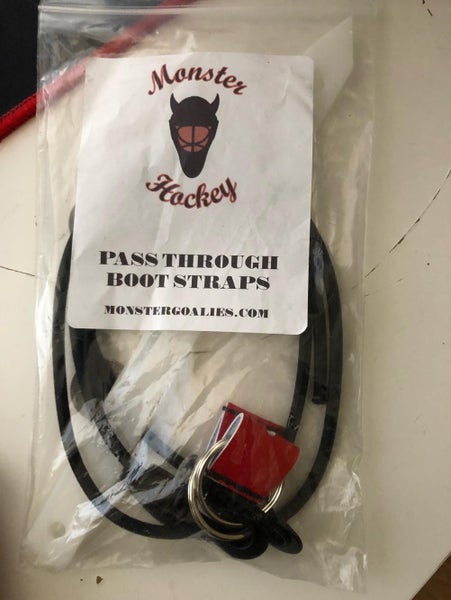 Monster
Hockey
PASS THROUGH
BOOT STRAPS
MONSTERGOALIES.COM